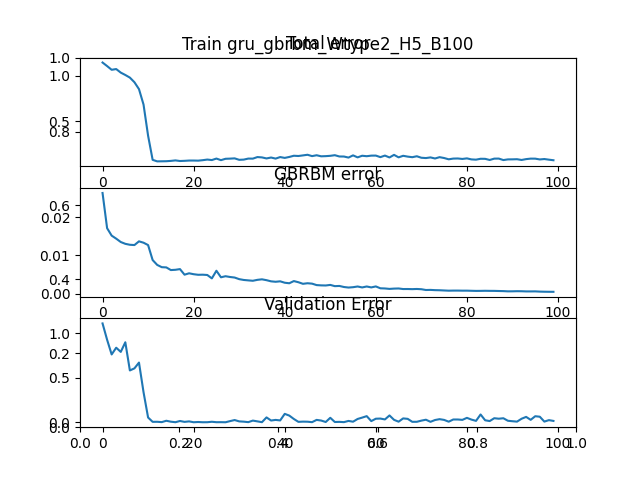 Train gru_gbrbm_Wtype2_H5_B100
Total error
1.0
1.0
0.5
0.8
0 20 40 60 80 100
GBRBM error
0.6
0.02
0.01
0.4
0.00
0 20 40 60 80 100
Validation Error
1.0
0.2
0.5
0.0
0.0
0.0 0 0.2 20 0.4 40 0.6 60 80 0.8 100 1.0